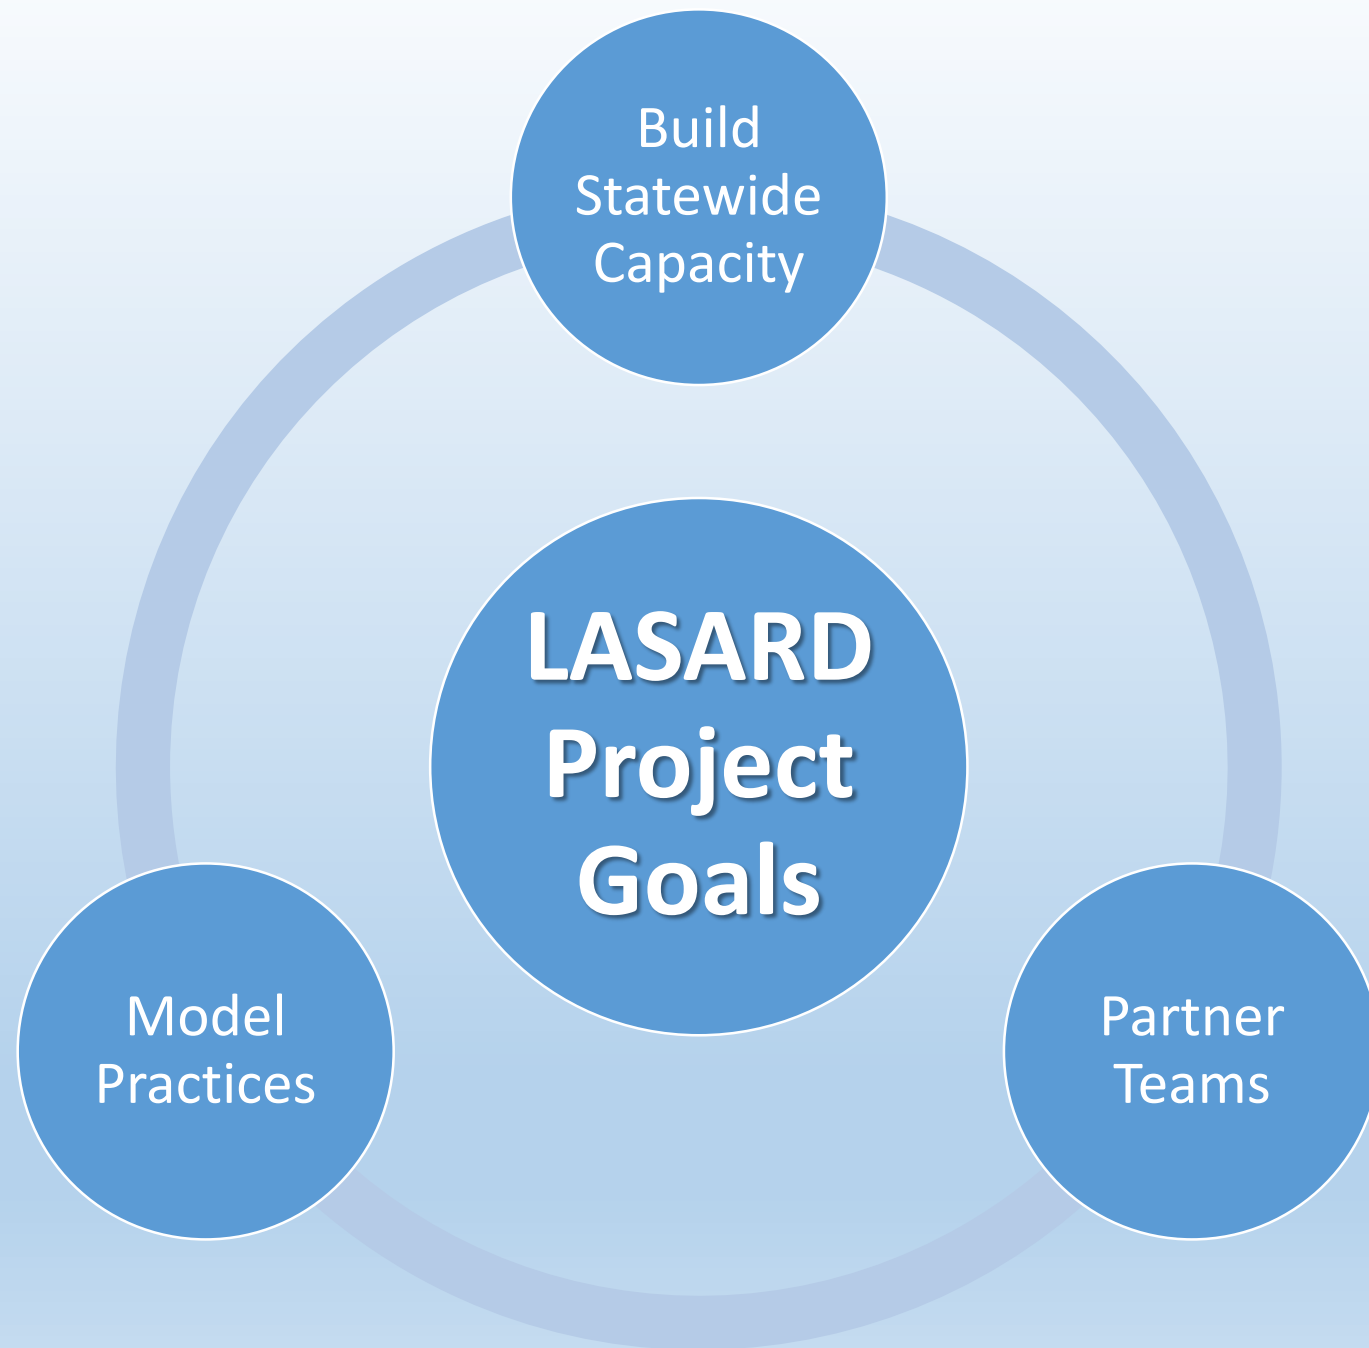 Build
Statewide
Capacity
LASARD
Project
Goals
Model
Practices
Partner
Teams